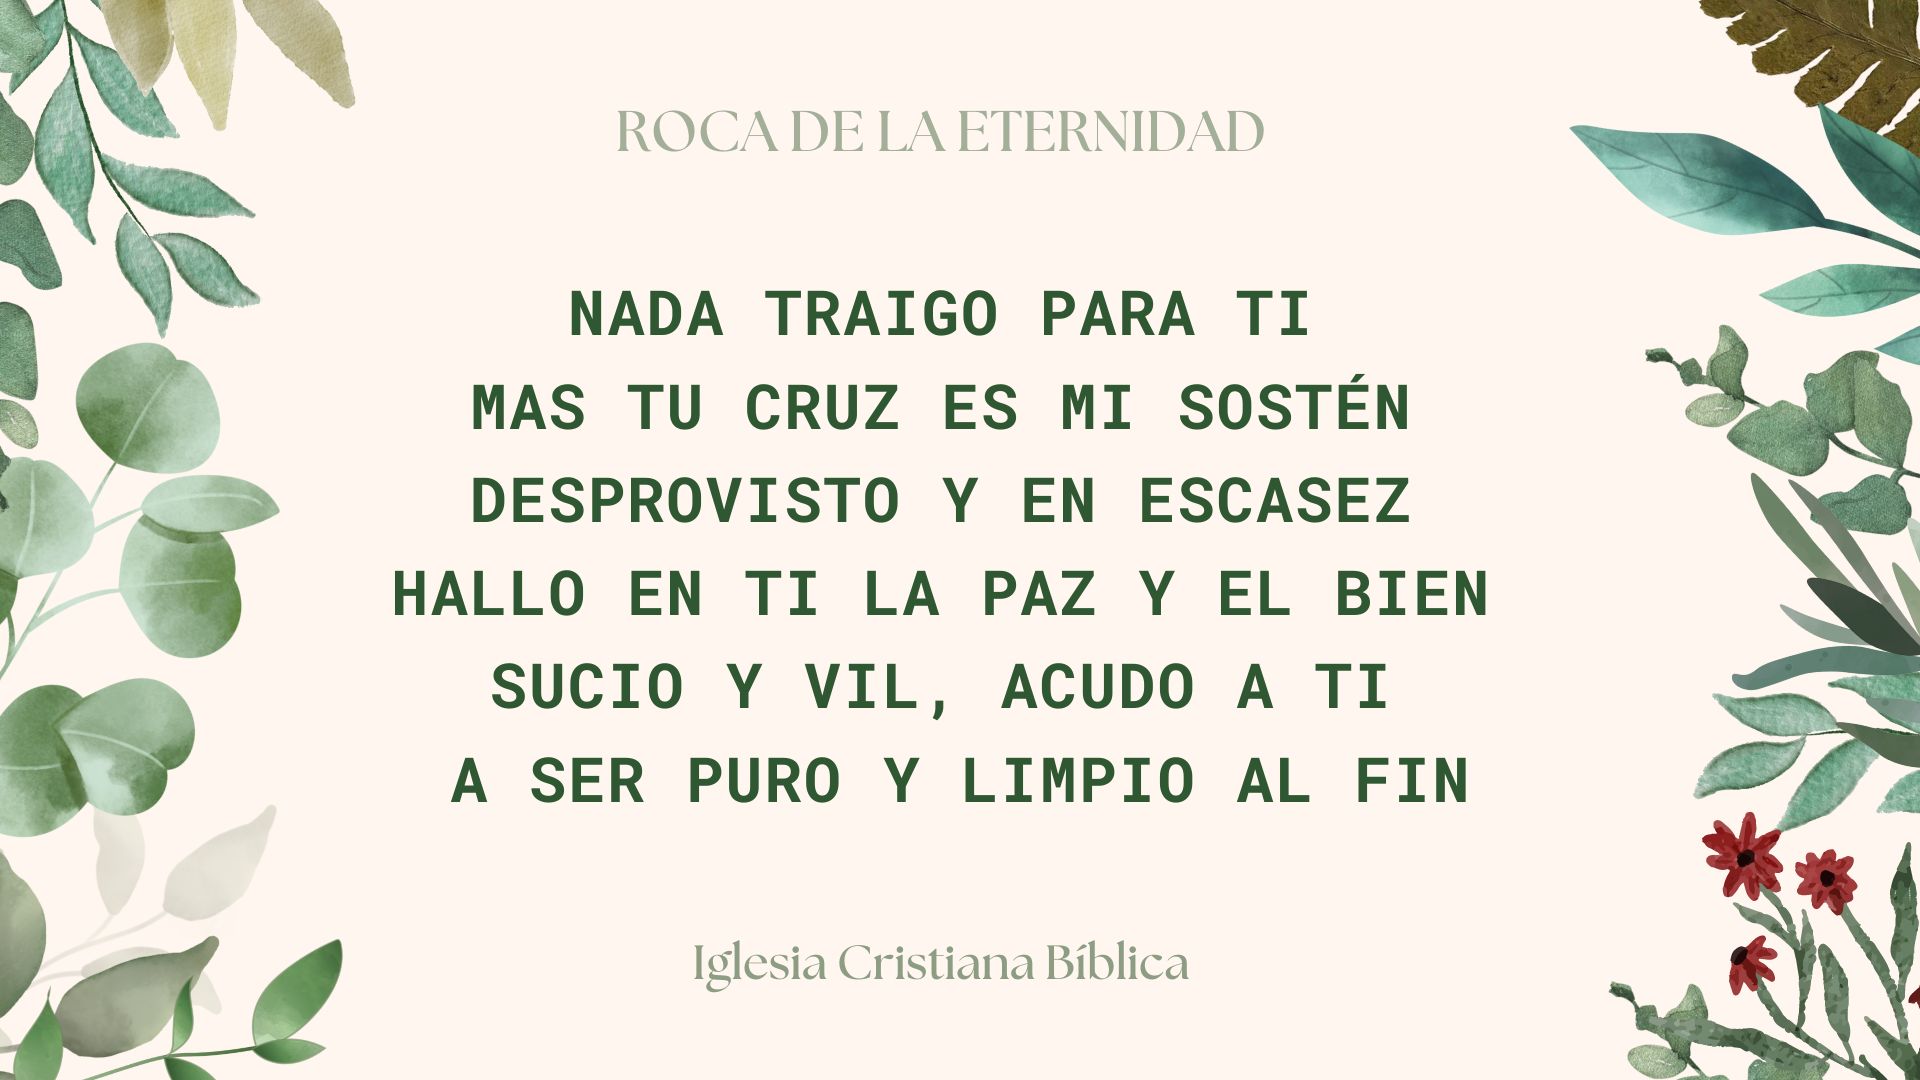 ROCA DE LA ETERNIDAD
NADA TRAIGO PARA TI
MAS TU CRUZ ES MI SOSTÉN
DESPROVISTO Y EN ESCASEZ
HALLO EN TI LA PAZ Y EL BIEN
SUCIO Y VIL, ACUDO A TI
A SER PURO Y LIMPIO AL FIN
Iglesia Cristiana Bíblica